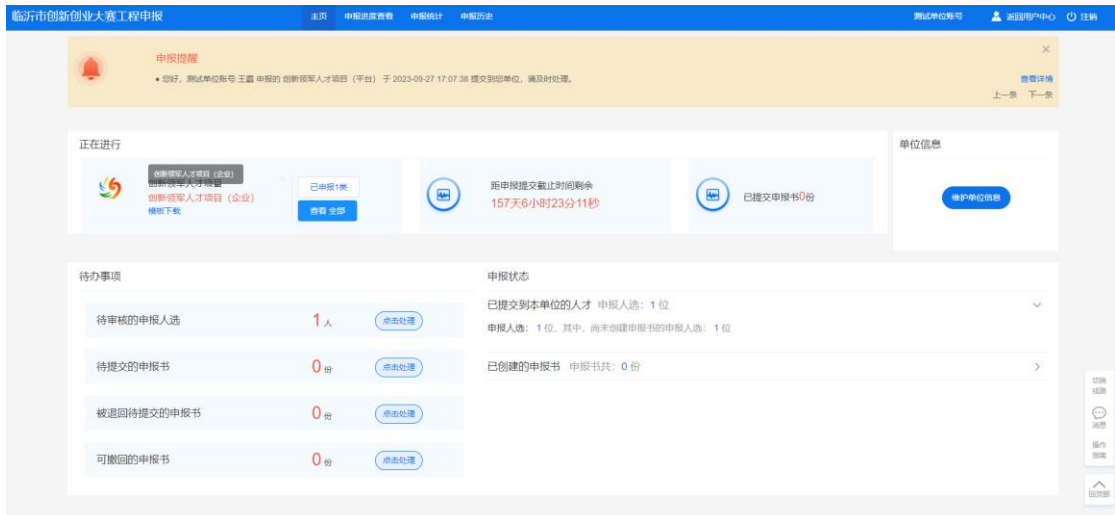 临沂市创新创业大赛工程申报
主页 申报进度查看 申报统计 申报历史
测试单位账号 返回用户中心 注销
申报提醒
• 您好，测试单位账号 王霞 申报的 创新领军人才项目（平台）于 2023-09-27 17:07:38 提交到您单位，请及时处理。
查看详情
上一条 下一条
正在进行
单位信息
创新领军人才项目（企业）
创新领军人才项目
创新领军人才项目（企业）
模板下载
已申报1类
查看 全部
距申报提交截止时间剩余
157天6小时23分11秒
已提交申报书0份
维护单位信息
待办事项
待审核的申报人选 1 人 点击处理
待提交的申报书 0 份 点击处理
被退回待提交的申报书 0 份 点击处理
可撤回的申报书 0 份 点击处理
申报状态
已提交到本单位的人才 申报人选：1 位
申报人选：1 位，其中，尚未创建申报书的申报人选：1 位
已创建的申报书 申报书共：0 份
切换
线路
消息
操作
指南
回顶部